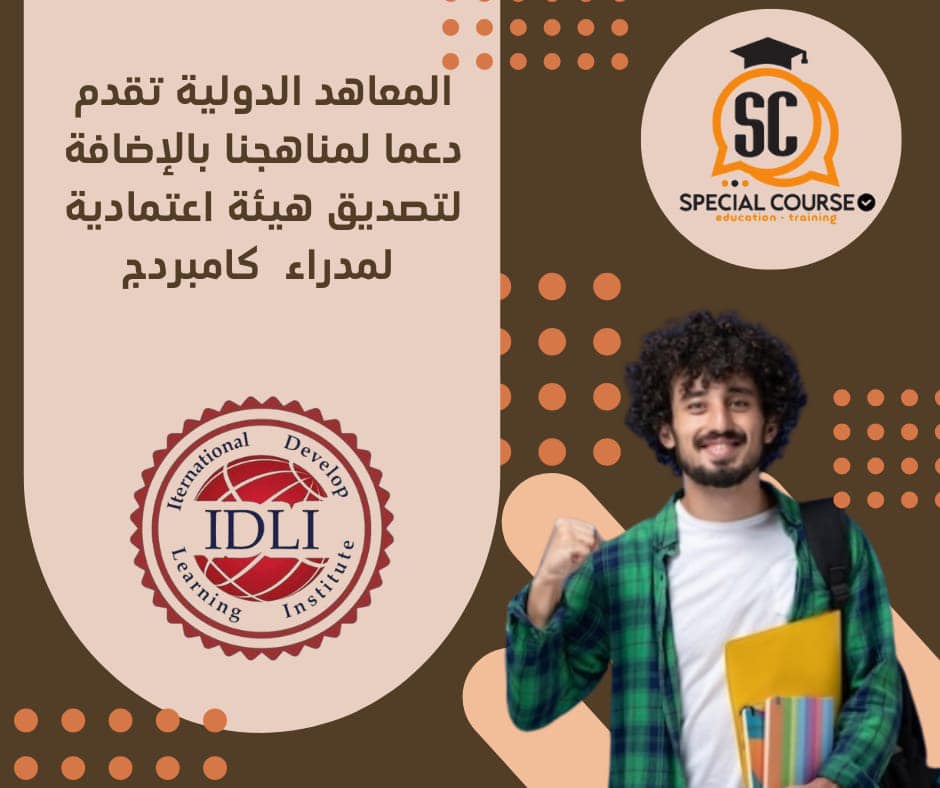 المعاهد الدولية تقدم
دعما لمناهجنا بالإضافة
لتصديق هيئة اعتمادية
لمدراء كامبردج
SC
SPECIAL COURSE
education - training
Iternational Develop
IDLI
Learning Institute